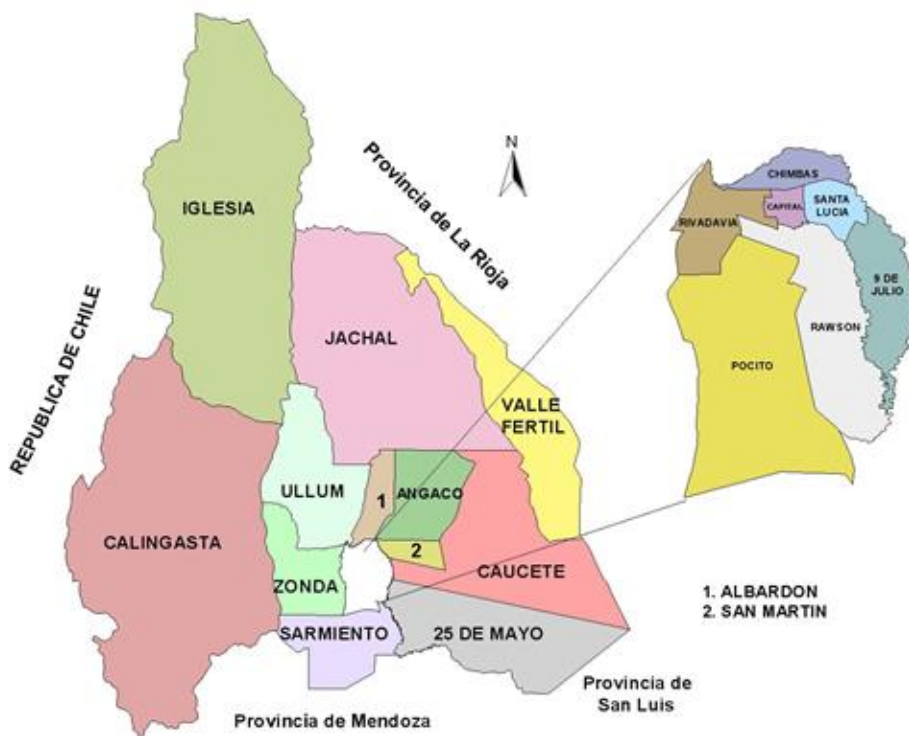 N
Provincia de La Rioja
REPUBLICA DE CHILE
IGLESIA
JACHAL
VALLE
FERTIL
ULLUM
1
ANGACO
CALINGASTA
2
ZONDA
CAUCETE
SARMIENTO
25 DE MAYO
Provincia de Mendoza
Provincia de
San Luis
CHIMBAS
CAPITAL
SANTA
LUCIA
RIVADAVIA
9 DE
JULIO
RAWSON
POCITO
1. ALBARDON
2. SAN MARTIN